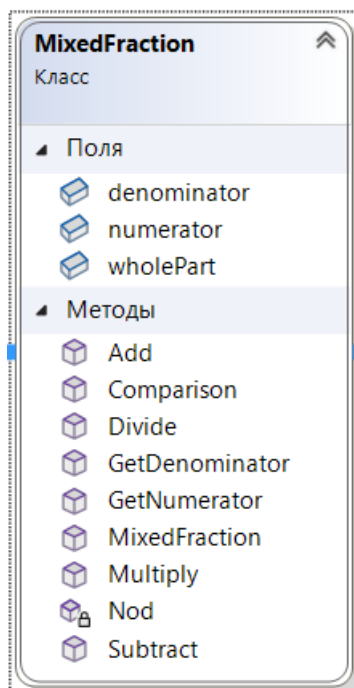 MixedFraction
Класс
Поля
denominator
numerator
wholePart
Методы
Add
Comparison
Divide
GetDenominator
GetNumerator
MixedFraction
Multiply
Nod
Subtract